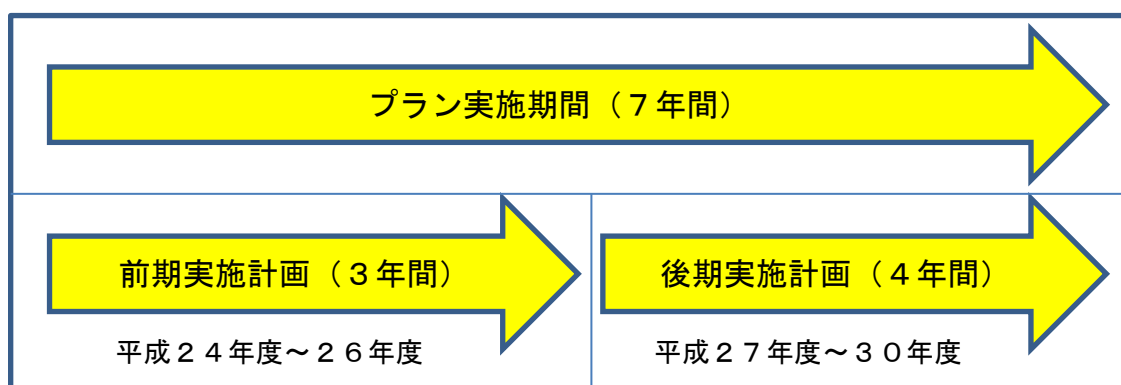 プラン実施期間（７年間）
前期実施計画（３年間）
後期実施計画（４年間）
平成２４年度～２６年度
平成２７年度～３０年度